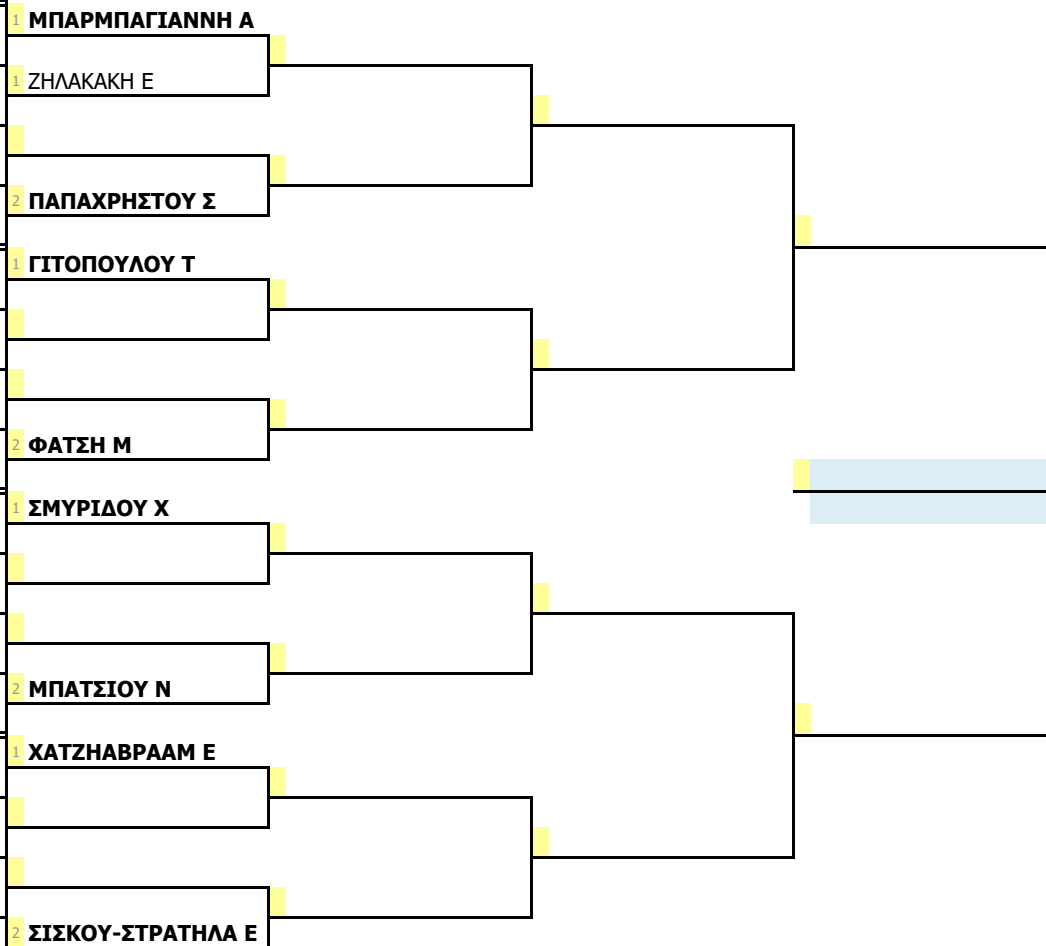 1 ΜΠΑΡΜΠΑΓΙΑΝΝΗ Α
1 ΖΗΛΑΚΑΚΗ Ε
2 ΠΑΠΑΧΡΗΣΤΟΥ Σ
1 ΓΙΤΟΠΟΥΛΟΥ Τ
2 ΦΑΤΣΗ Μ
1 ΣΜΥΡΙΔΟΥ Χ
2 ΜΠΑΤΣΙΟΥ Ν
1 ΧΑΤΖΗΑΒΡΑΑΜ Ε
2 ΣΙΣΚΟΥ-ΣΤΡΑΤΗΛΑ Ε